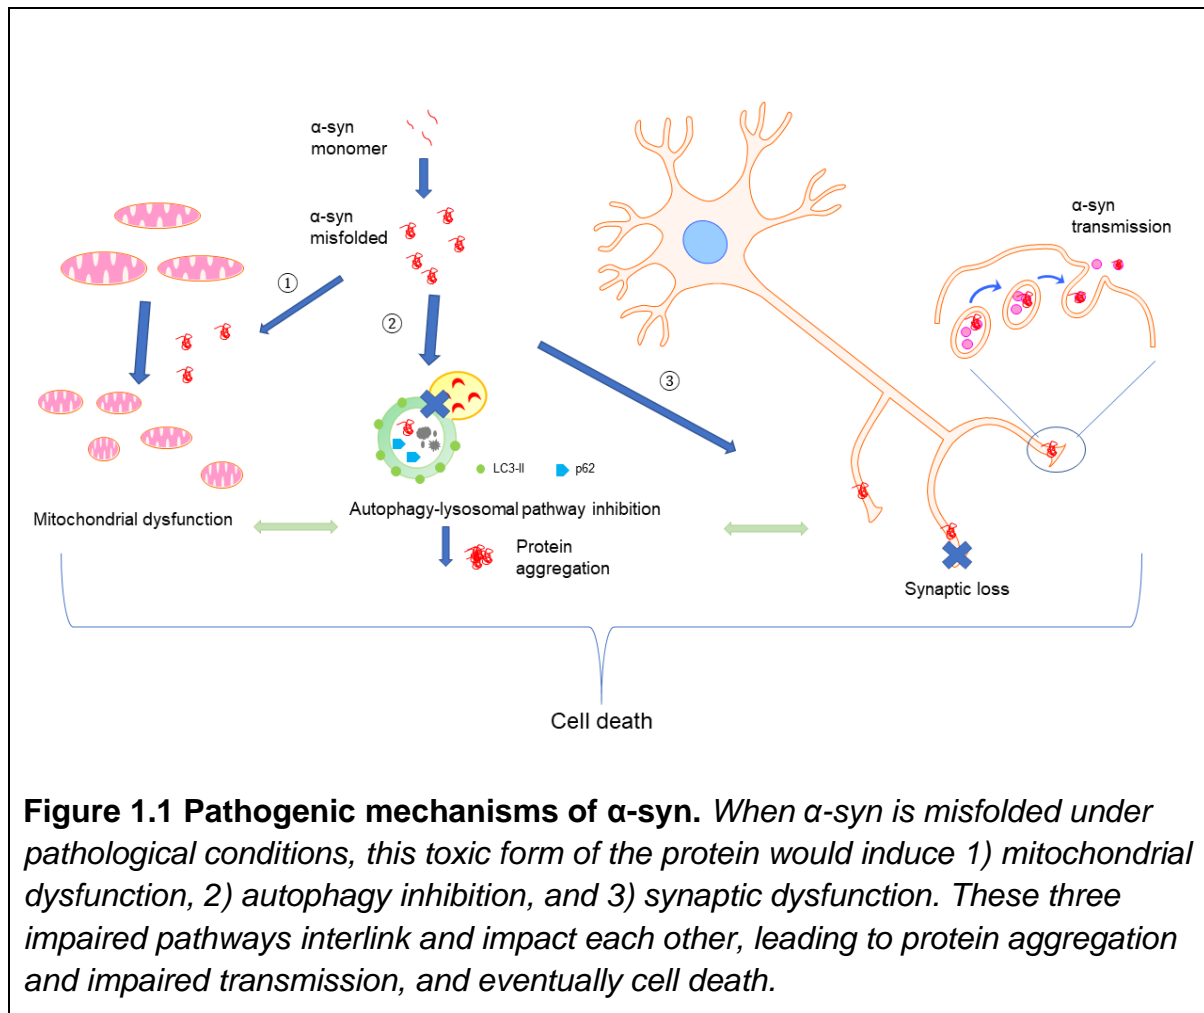 α-syn
monomer
α-syn
misfolded
α-syn
transmission
①
②
③
LC3-II
p62
Mitochondrial dysfunction
Autophagy-lysosomal pathway inhibition
Protein
aggregation
Synaptic loss
Cell death
Figure 1.1 Pathogenic mechanisms of α-syn. When α-syn is misfolded under
pathological conditions, this toxic form of the protein would induce 1) mitochondrial
dysfunction, 2) autophagy inhibition, and 3) synaptic dysfunction. These three
impaired pathways interlink and impact each other, leading to protein aggregation
and impaired transmission, and eventually cell death.